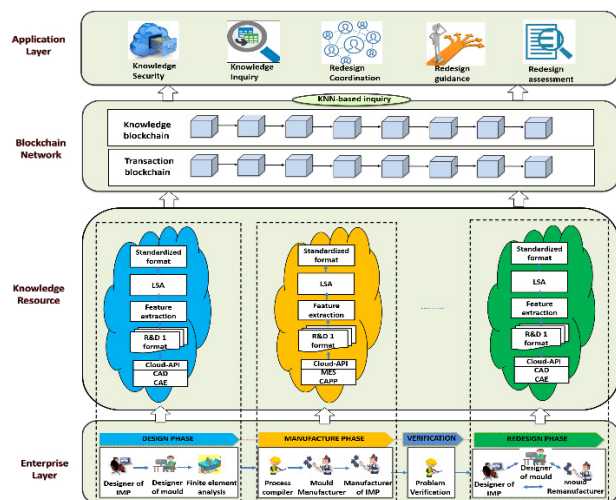 Application
Layer
Knowledge
Security
Knowledge
Inquiry
Redesign
Coordination
Redesign
guidance
Redesign
assessment
KNN-based inquiry
Blockchain
Network
Knowledge
blockchain
Transaction
blockchain
Knowledge
Resource
Standardized
format
LSA
Feature
extraction
R&D 1
format
Cloud-API
CAD
CAE
Standardized
format
LSA
Feature
extraction
R&D 1
format
Cloud-API
MES
CAPP
Standardized
format
LSA
Feature
extraction
R&D 1
format
Cloud-API
CAD
CAE
Enterprise
Layer
DESIGN PHASE
Designer of
IMP
Designer
of mould
Finite element
analysis
MANUFACTURE PHASE
Process
compiler
Mould
Manufacturer
Manufacturer
of IMP
VERIFICATION
Problem
Verification
REDESIGN PHASE
Designer of
IMP
Designer
of mould
Mould
Remanufacturer